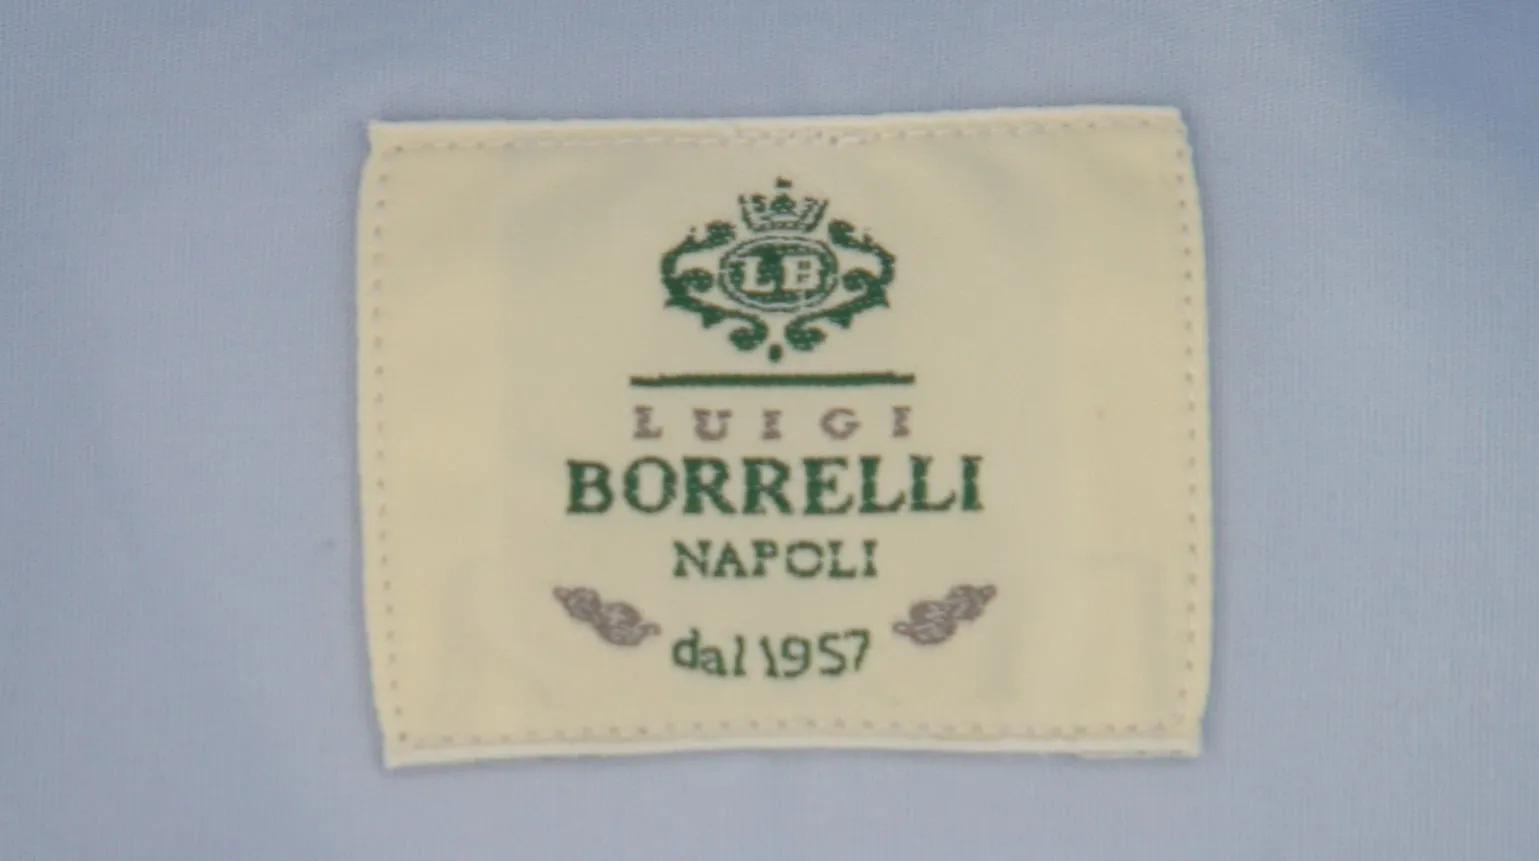 LB
LUIGI
BORRELLI
NAPOLI
dal 1957